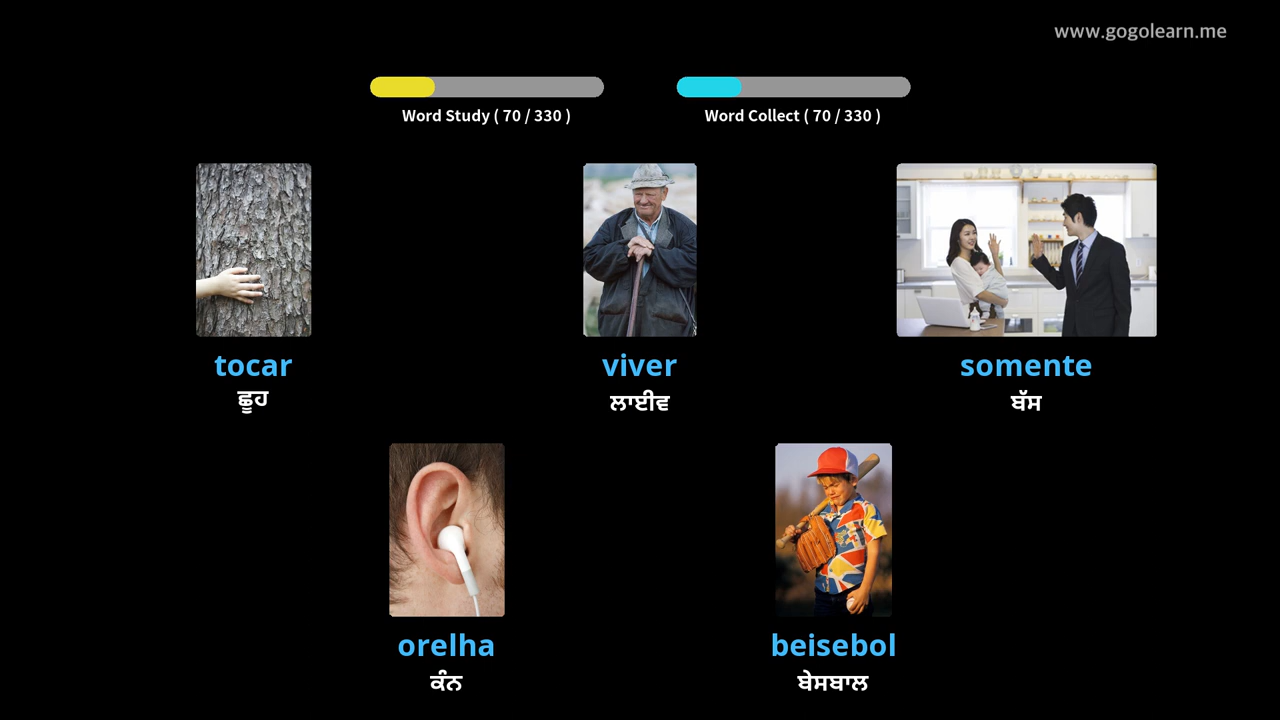 www.gogolearn.me
Word Study ( 70 / 330 )
Word Collect ( 70 / 330 )
tocar
ਛੂਹ
viver
ਲਾਈਵ
somente
ਬੱਸ
orelha
ਕੰਨ
beisebol
ਬੇਸਬਾਲ